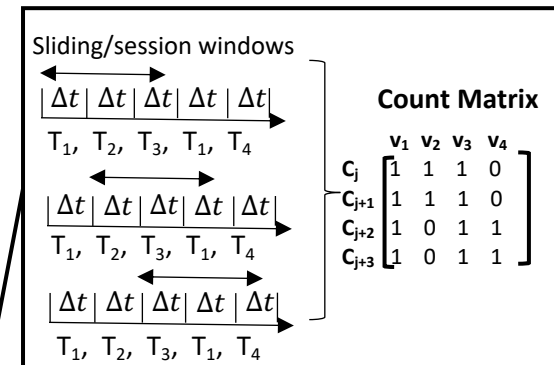 Sliding/session windows
|Δt|Δt|Δt|Δt|Δt|
T1, T2, T3, T1, T4
|Δt|Δt|Δt|Δt|Δt|
T1, T2, T3, T1, T4
|Δt|Δt|Δt|Δt|Δt|
T1, T2, T3, T1, T4
Count Matrix
v1 v2 v3 v4
Cj 1 1 1 0
Cj+1 1 1 1 0
Cj+2 1 0 1 1
Cj+3 1 0 1 1